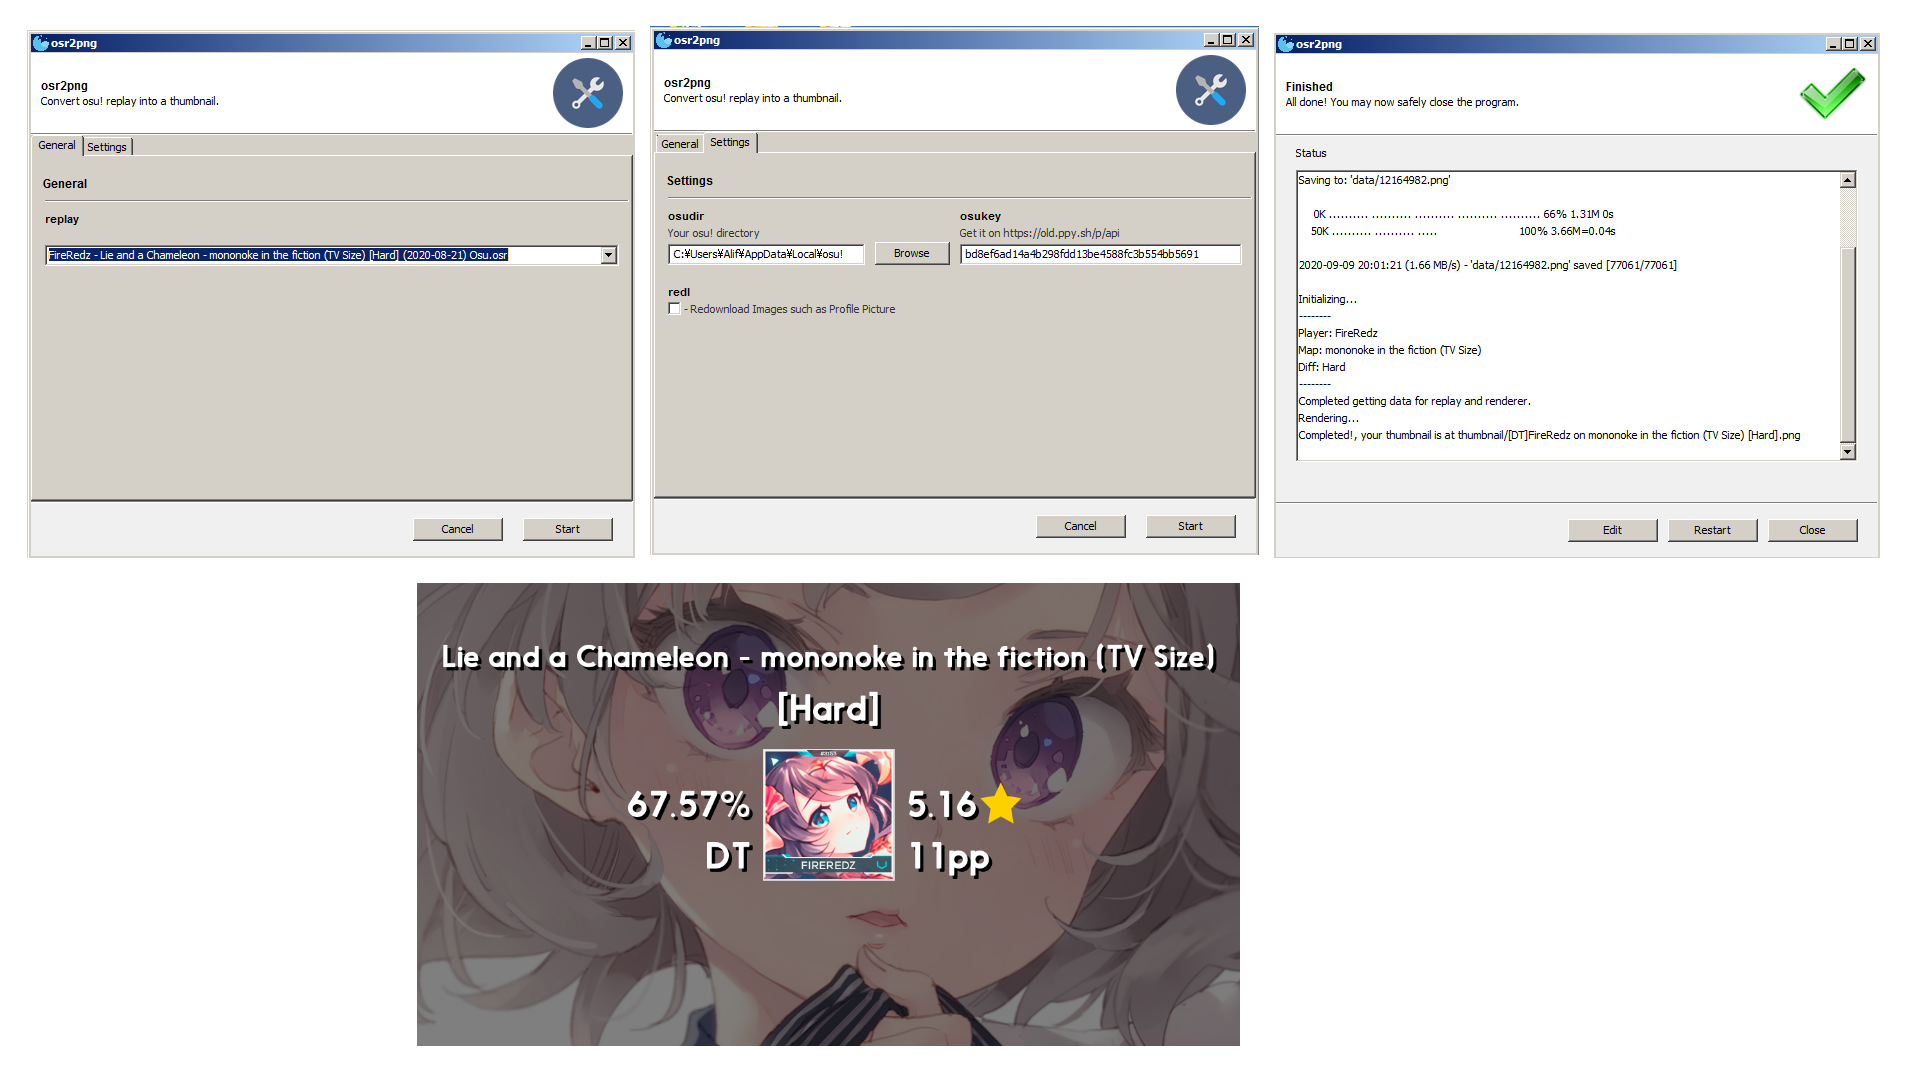 osr2png
osr2png
Convert osu! replay into a thumbnail.
General
Settings
General
replay
FireRedz - Lie and a Chameleon - mononoke in the fiction (TV Size) [Hard] (2020-08-21) Osu.osr
Cancel
Start
osr2png
osr2png
Convert osu! replay into a thumbnail.
General
Settings
Settings
osudir
Your osu! directory
C:¥Users¥Alif¥AppData¥Local¥osu!
Browse
osukey
Get it on https://old.ppy.sh/p/api
bd8ef6ad14a4b298fdd13be4588fc3b554bb5691
redl
- Redownload Images such as Profile Picture
Cancel
Start
osr2png
Finished
All done! You may now safely close the program.
Status
Saving to: 'data/12164982.png'
0K .......... .......... .......... .......... .......... 66% 1.31M 0s
50K .......... .......... ..... 100% 3.66M=0.04s
2020-09-09 20:01:21 (1.66 MB/s) - 'data/12164982.png' saved [77061/77061]
Initializing...
--------
Player: FireRedz
Map: mononoke in the fiction (TV Size)
Diff: Hard
--------
Completed getting data for replay and renderer.
Rendering...
Completed!, your thumbnail is at thumbnail/[DT]FireRedz on mononoke in the fiction (TV Size) [Hard].png
Edit
Restart
Close
Lie and a Chameleon - mononoke in the fiction (TV Size)
[Hard]
67.57%
5.16
DT
11pp
FIREREDZ